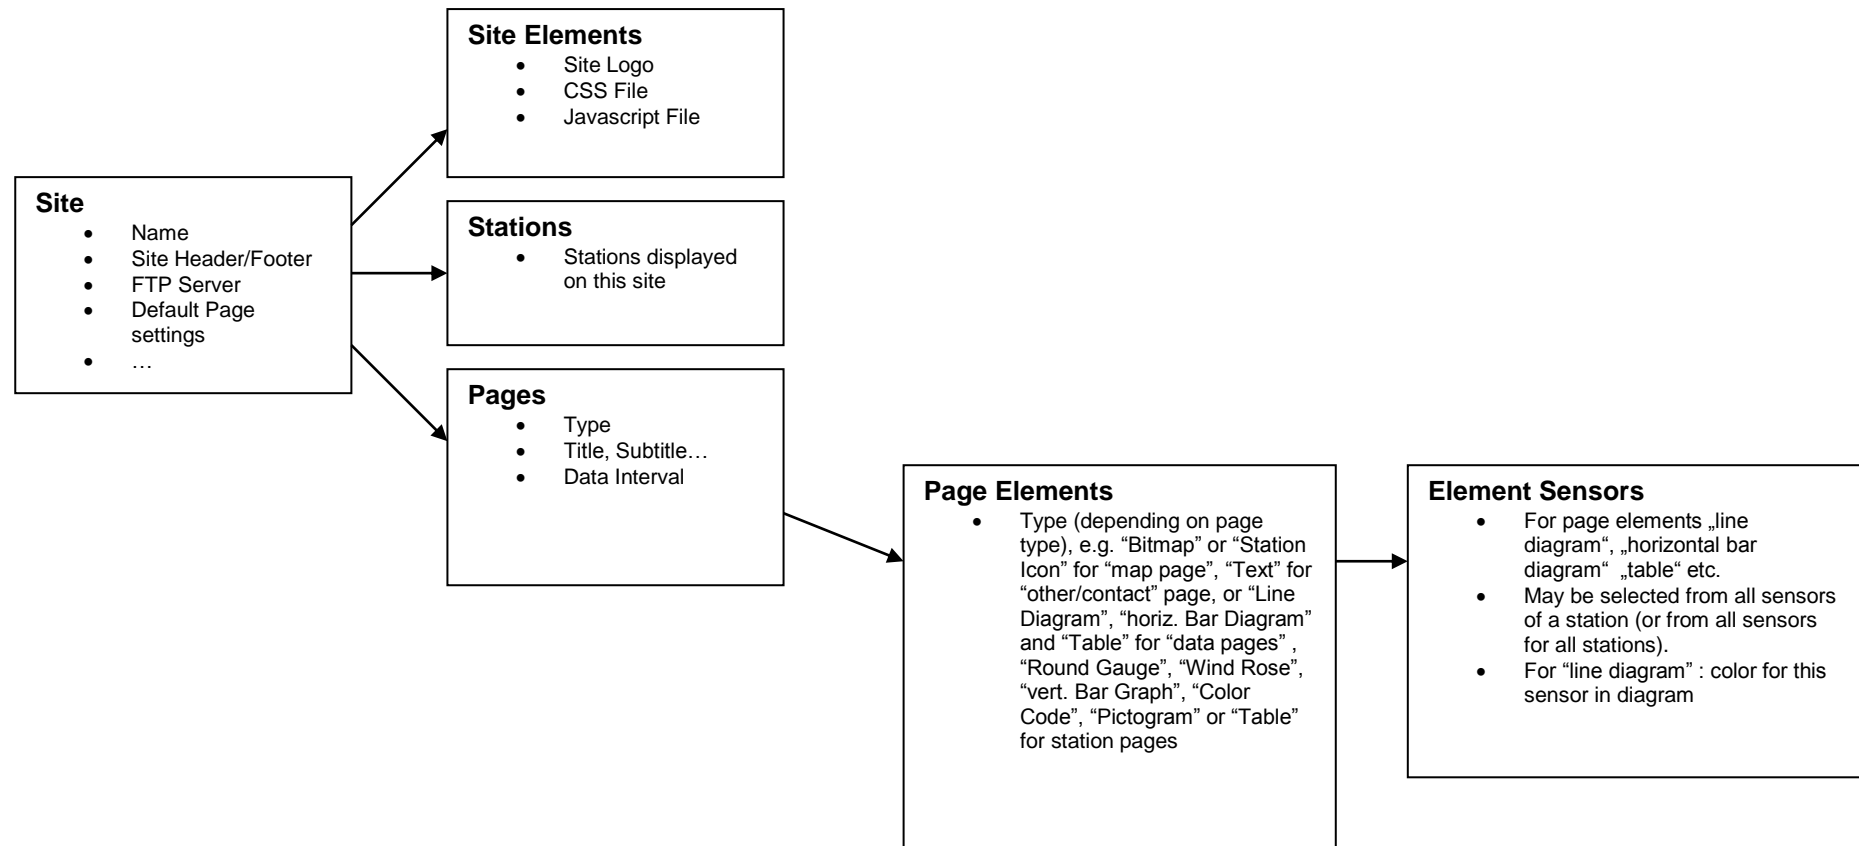 Site Elements
• Site Logo
• CSS File
• Javascript File
Site
• Name
• Site Header/Footer
• FTP Server
• Default Page
settings
• …
Stations
• Stations displayed
on this site
Pages
• Type
• Title, Subtitle…
• Data Interval
Page Elements
• Type (depending on page
type), e.g. “Bitmap” or “Station
Icon” for “map page”, “Text” for
“other/contact” page, or “Line
Diagram”, “horiz. Bar Diagram”
and “Table” for “data pages” ,
“Round Gauge”, “Wind Rose”,
“vert. Bar Graph”, “Color
Code”, “Pictogram” or “Table”
for station pages
Element Sensors
• For page elements „line
diagram“, „horizontal bar
diagram“ „table“ etc.
• May be selected from all sensors
of a station (or from all sensors
for all stations).
• For “line diagram” : color for this
sensor in diagram